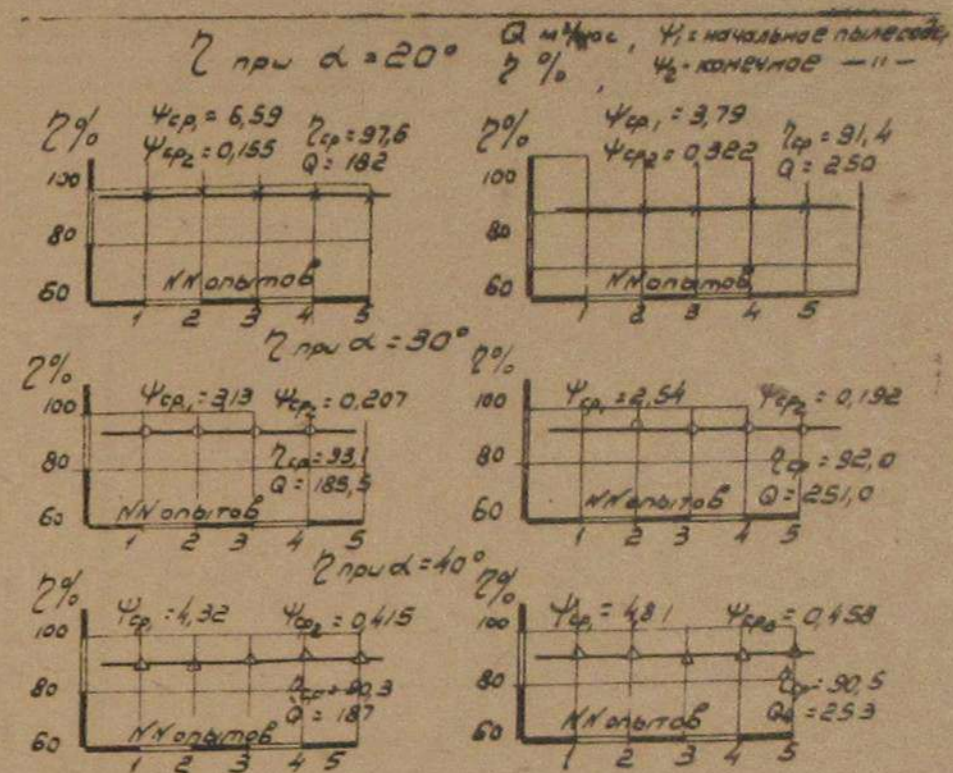 η при α = 20°
Q м³/час, Ψ₁ = начальное пылесод.
η %, Ψ₂ - конечное —"—
η%
Ψср₁ = 6,59
ηср = 97,6
Ψср₂ = 0,155
Q = 182
100
80
60
NN опытов
1 2 3 4 5
η%
Ψср₁ = 3,79
ηср = 91,4
Ψср₂ = 0,322
Q = 250
100
80
60
NN опытов
1 2 3 4 5
η при α = 30°
η%
Ψср₁ = 3,13
Ψср₂ = 0,207
100
80
60
ηср = 93,1
Q = 183,5
NN опытов
1 2 3 4 5
η%
Ψср₁ = 2,54
Ψср₂ = 0,192
100
80
60
ηср = 92,0
Q = 251,0
NN опытов
1 2 3 4 5
η при α = 40°
η%
Ψср₁ = 4,32
Ψср₂ = 0,415
100
80
60
ηср = 90,3
Q = 187
NN опытов
1 2 3 4 5
η%
Ψср₁ = 4,81
Ψср₂ = 0,458
100
80
60
ηср = 90,5
Q = 253
NN опытов
1 2 3 4 5